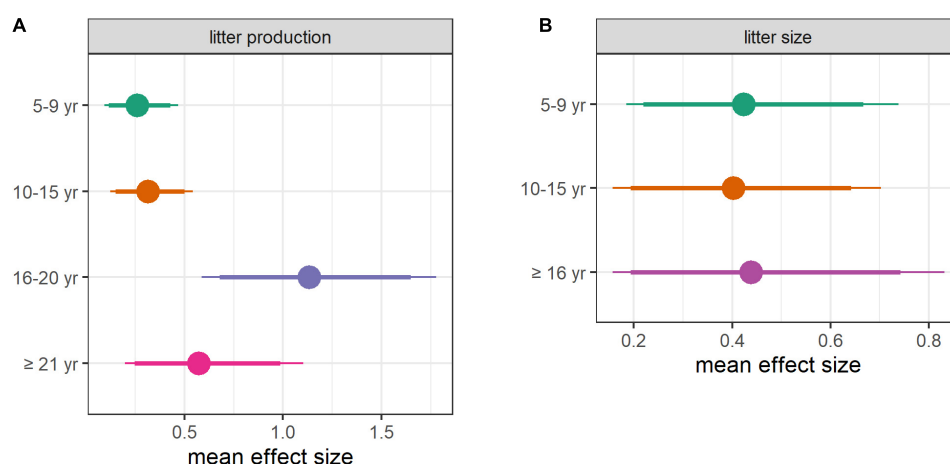 A
litter production
5-9 yr
10-15 yr
16-20 yr
≥ 21 yr
0.5 1.0 1.5
mean effect size
B
litter size
5-9 yr
10-15 yr
≥ 16 yr
0.2 0.4 0.6 0.8
mean effect size